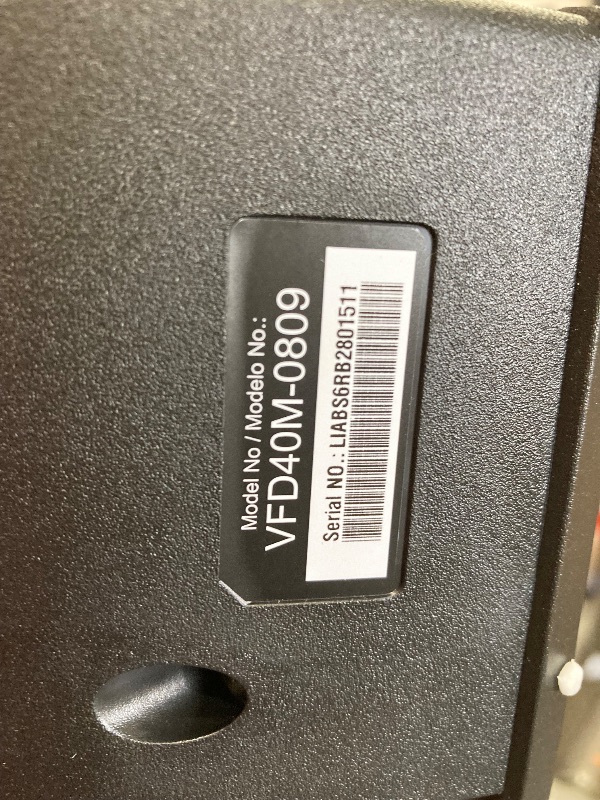 Model No / Modelo No.:
VFD40M-0809
Serial NO.: LIABS6RB2801511